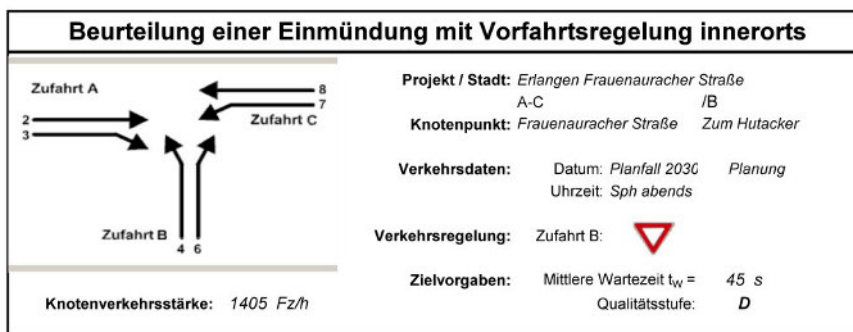 Beurteilung einer Einmündung mit Vorfahrtsregelung innerorts
Zufahrt A
8
7
Zufahrt C
2
3
Zufahrt B
4 6
Knotenverkehrsstärke: 1405 Fz/h
Projekt / Stadt: Erlangen Frauenauracher Straße
A-C /B
Knotenpunkt: Frauenauracher Straße Zum Hutacker
Verkehrsdaten: Datum: Planfall 2030 Planung
Uhrzeit: Sph abends
Verkehrsregelung: Zufahrt B:
Zielvorgaben: Mittlere Wartezeit tw = 45 s
Qualitätsstufe: D